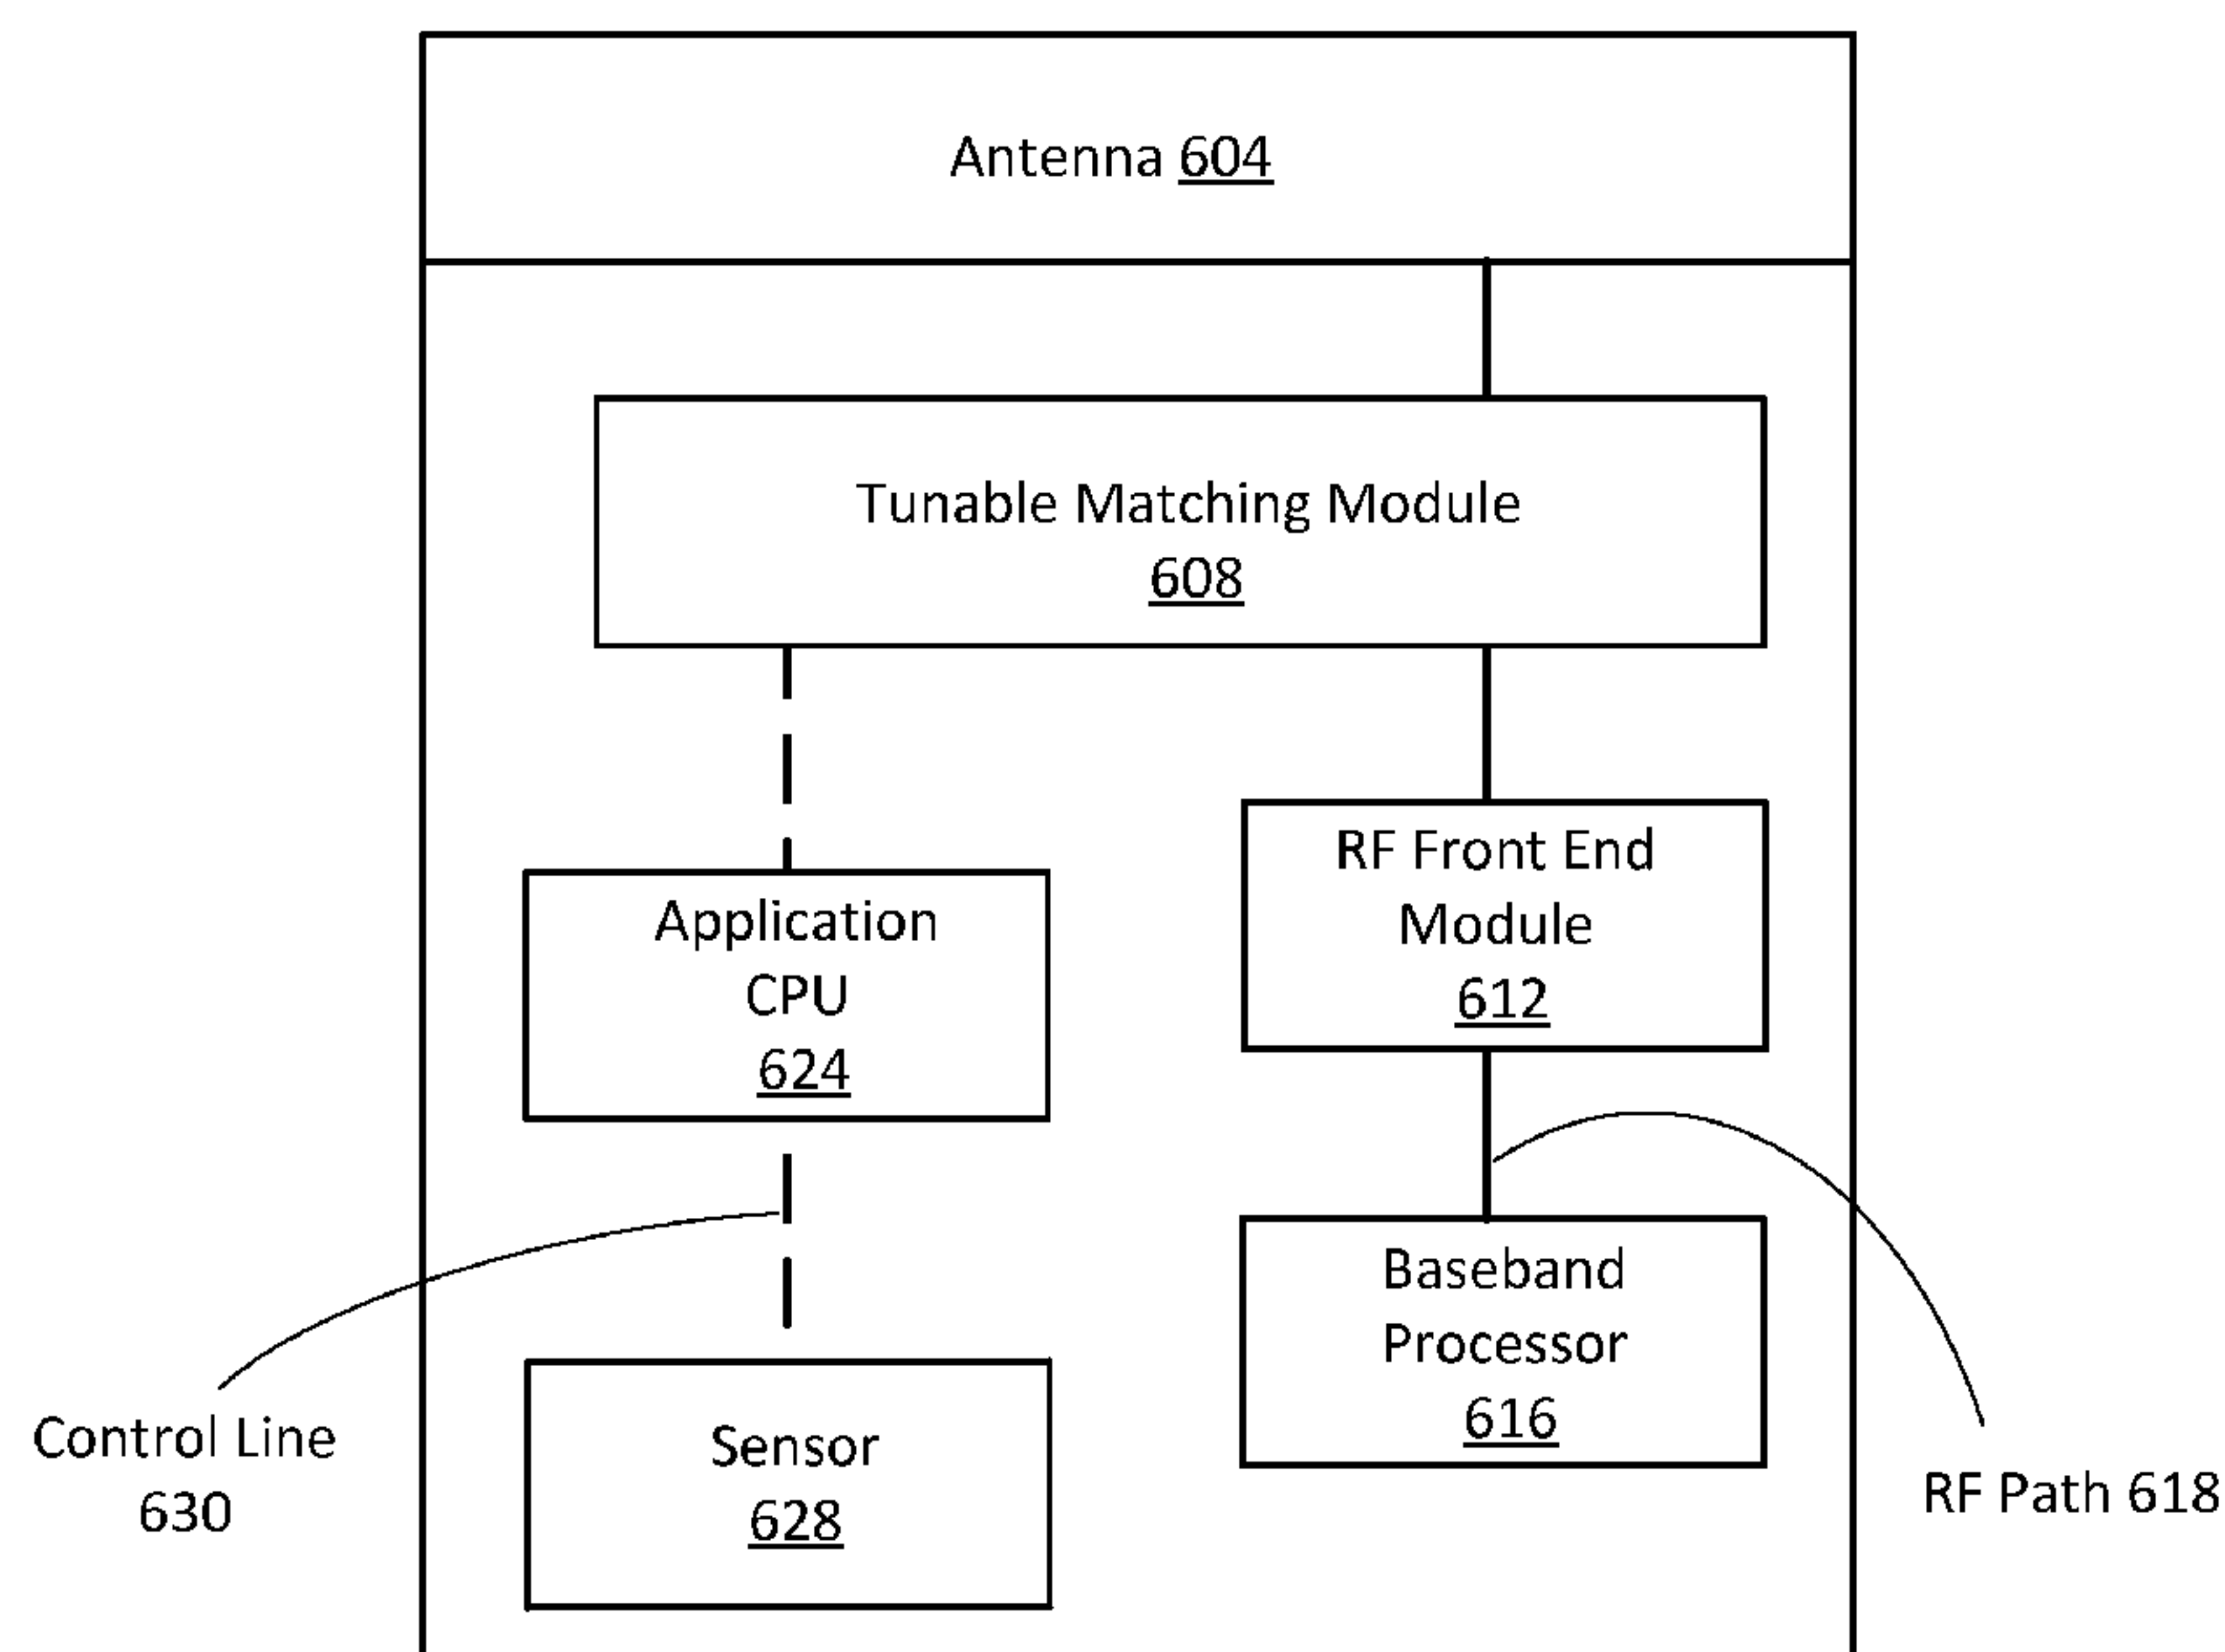 Antenna 604
Tunable Matching Module
608
RF Front End
Module
612
Application
CPU
624
Baseband
Processor
616
Control Line
630
Sensor
628
RF Path 618